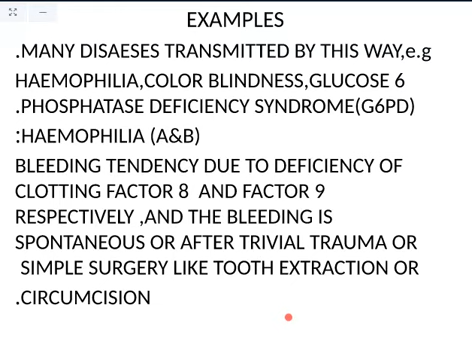 EXAMPLES
.MANY DISAESES TRANSMITTED BY THIS WAY,e.g
HAEMOPHILIA,COLOR BLINDNESS,GLUCOSE 6
.PHOSPHATASE DEFICIENCY SYNDROME(G6PD)
:HAEMOPHILIA (A&B)
BLEEDING TENDENCY DUE TO DEFICIENCY OF
CLOTTING FACTOR 8  AND FACTOR 9
RESPECTIVELY ,AND THE BLEEDING IS
SPONTANEOUS OR AFTER TRIVIAL TRAUMA OR
SIMPLE SURGERY LIKE TOOTH EXTRACTION OR
.CIRCUMCISION